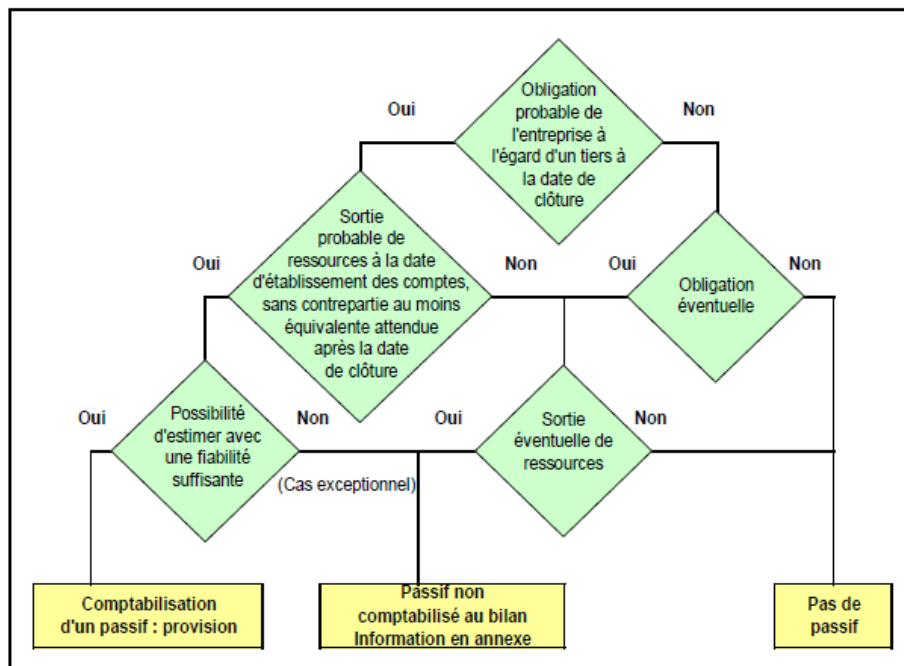 Obligation
probable de
l'entreprise à
l'égard d'un tiers à
la date de
clôture
Oui
Non
Sortie
probable de
ressources à la date
d'établissement des comptes,
sans contrepartie au moins
équivalente attendue
après la date
de clôture
Oui
Non
Oui
Obligation
éventuelle
Non
Oui
Possibilité
d'estimer avec
une fiabilité
suffisante
Non
(Cas exceptionnel)
Oui
Sortie
éventuelle de
ressources
Non
Comptabilisation
d'un passif : provision
Passif non
comptabilisé au bilan
Information en annexe
Pas de
passif